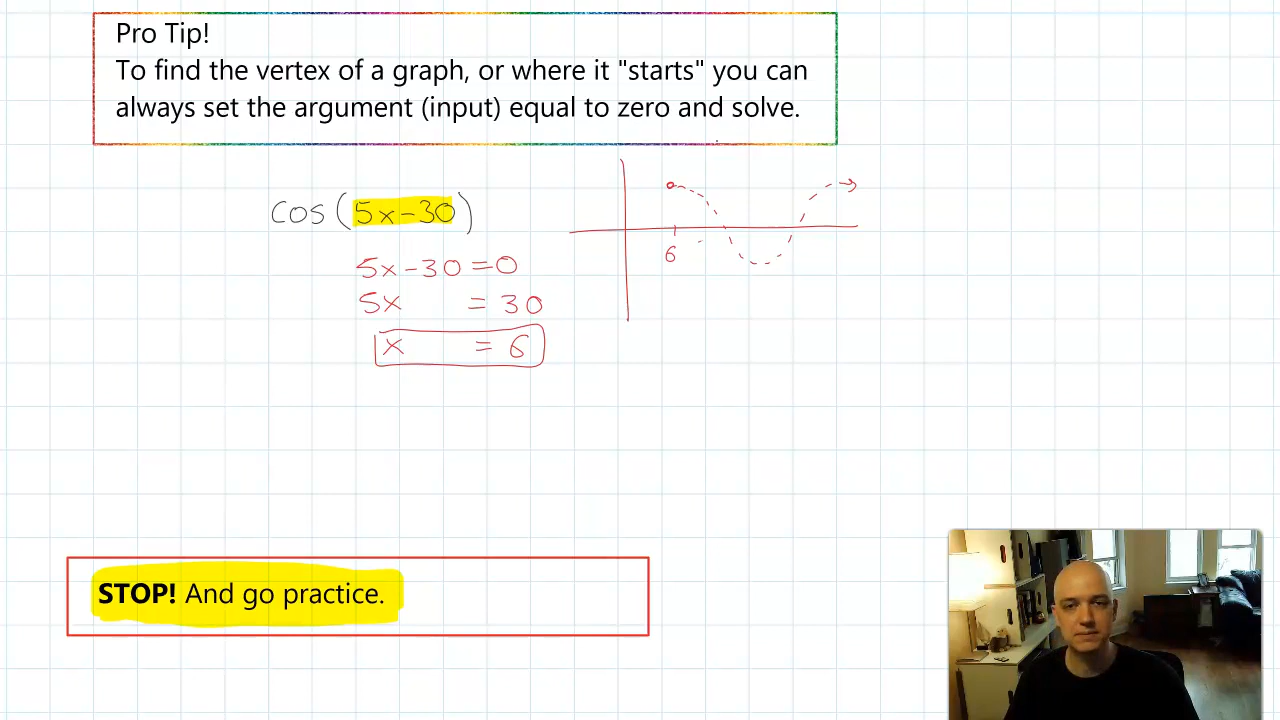 Pro Tip!
To find the vertex of a graph, or where it "starts" you can
always set the argument (input) equal to zero and solve.
cos (5x-30)
5x-30 =0
5x = 30
x = 6
6
STOP! And go practice.